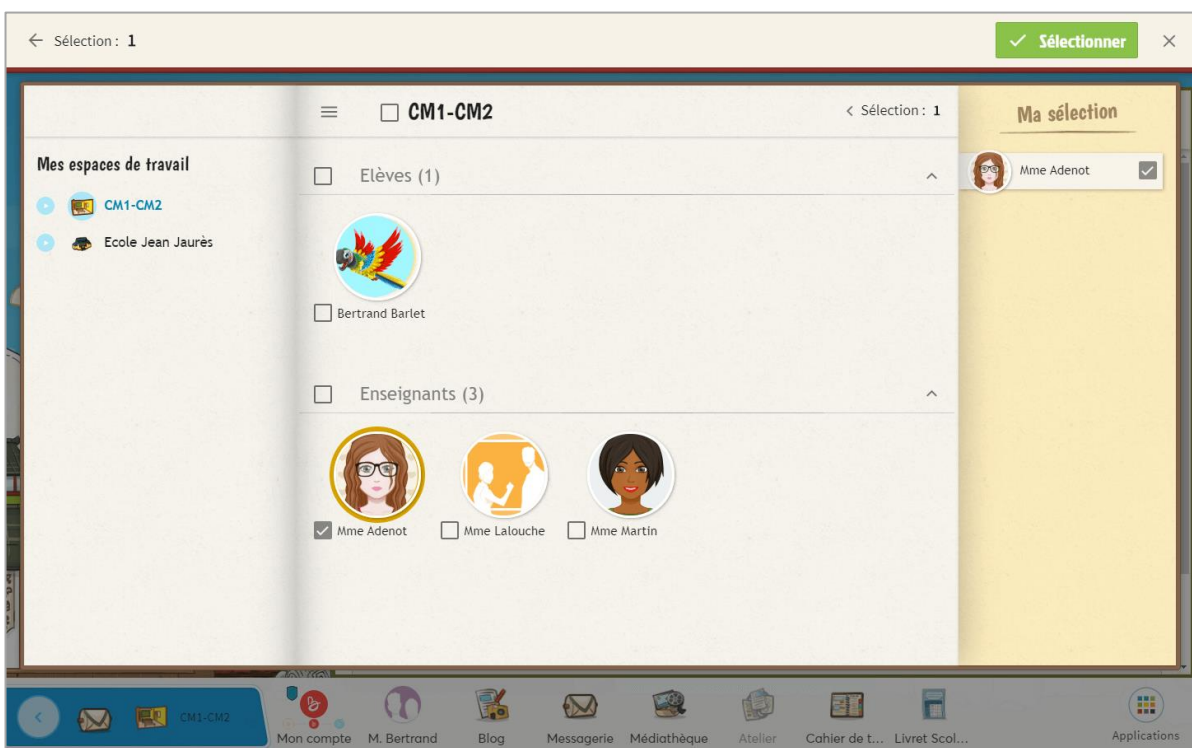 Sélection : 1
Sélectionner
CM1-CM2
Sélection : 1
Ma sélection
Mes espaces de travail
CM1-CM2
Ecole Jean Jaurès
Elèves (1)
Mme Adenot
Bertrand Barlet
Enseignants (3)
Mme Adenot
Mme Lalouche
Mme Martin
CM1-CM2
Mon compte
M. Bertrand
Blog
Messagerie
Médiathèque
Atelier
Cahier de t...
Livret Scol...
Applications